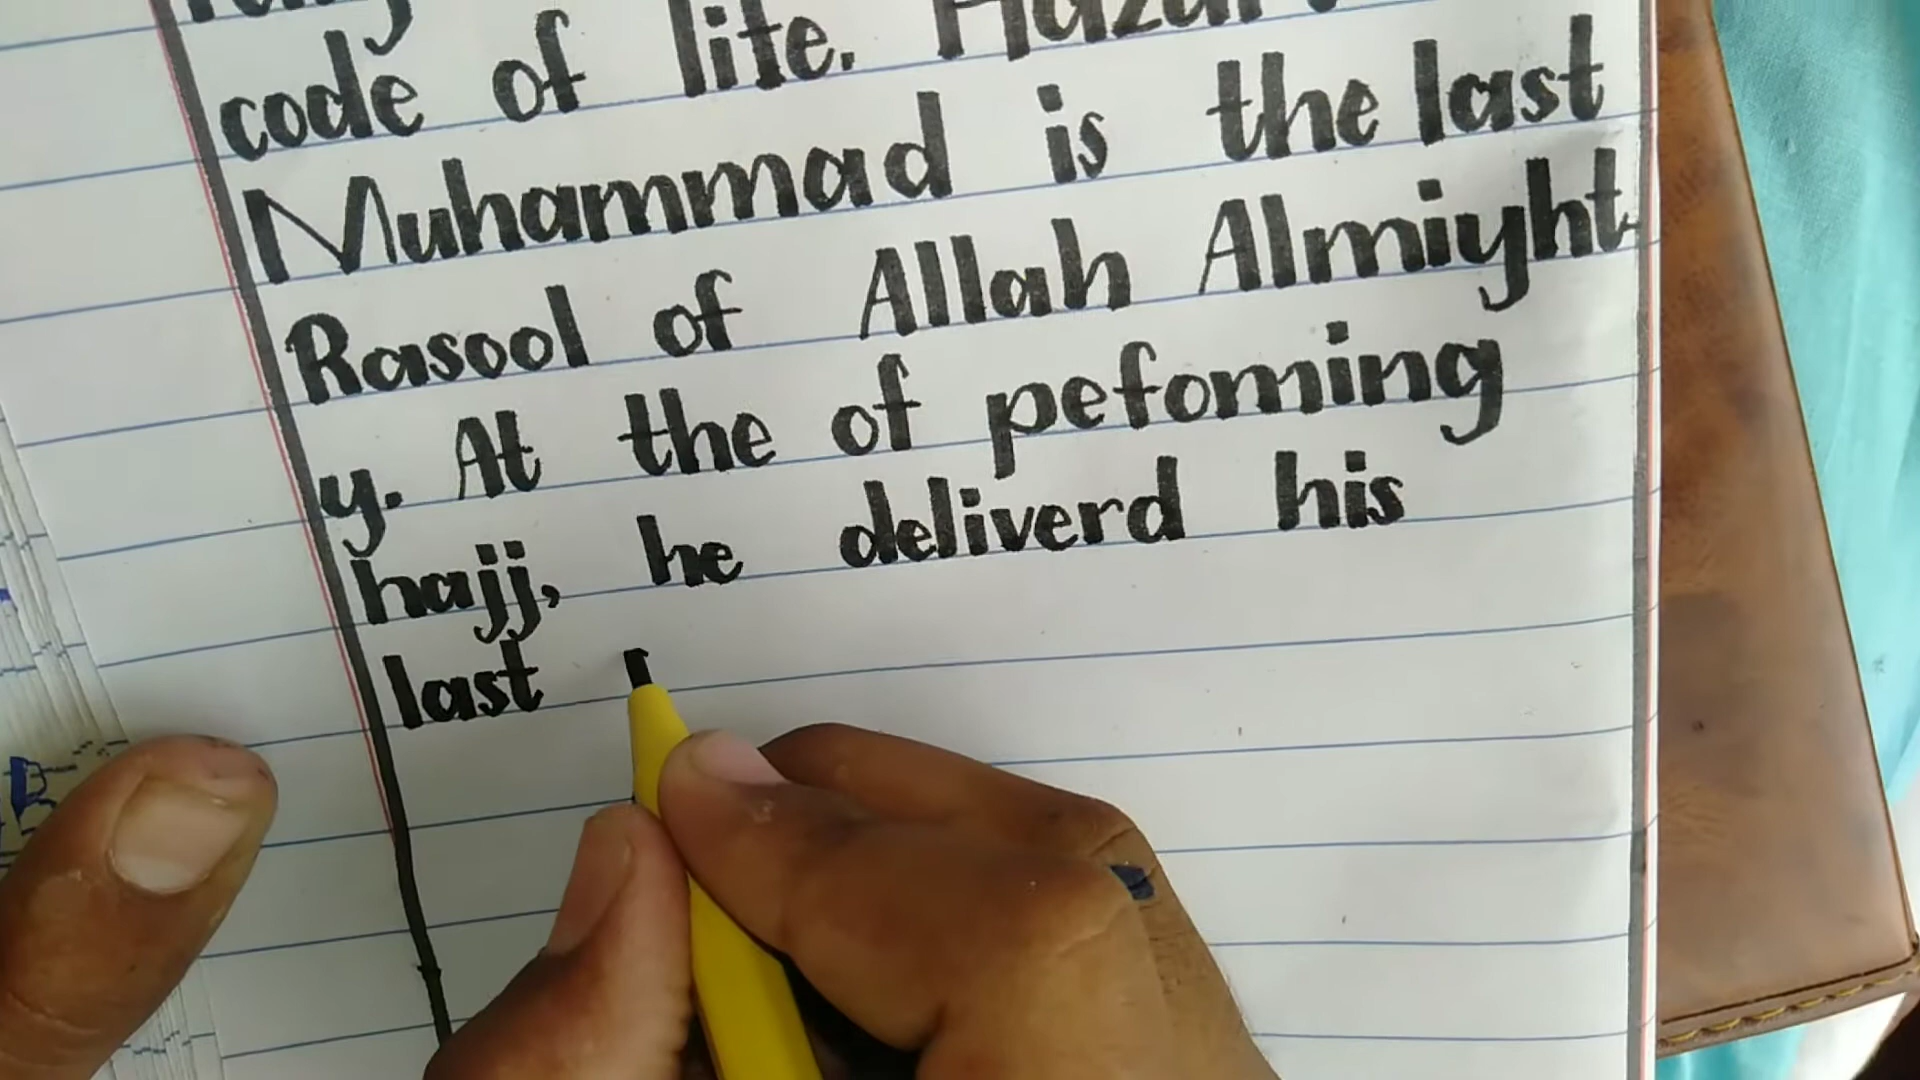 code of life. Hazar
Muhammad is the last
Rasool of Allah Almiyht
y. At the of pefoming
hajj, he deliverd his
last